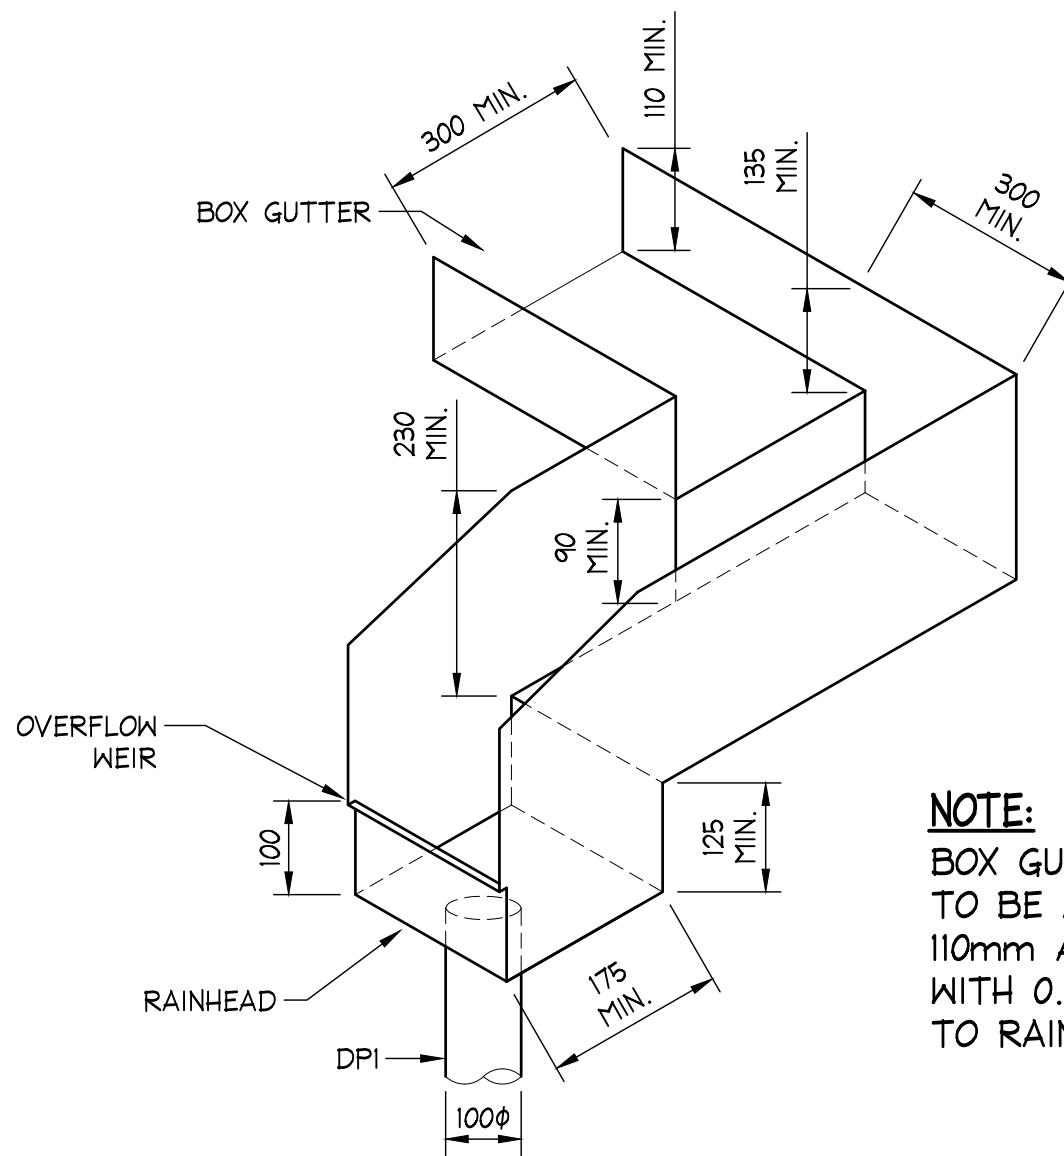 110 MIN.
300 MIN.
135
MIN.
300
MIN.
BOX GUTTER
230
MIN.
90
MIN.
OVERFLOW
WEIR
100
125
MIN.
NOTE:
BOX GU
TO BE
110mm
WITH 0.
TO RAIN
175
MIN.
RAINHEAD
DP1
100ϕ